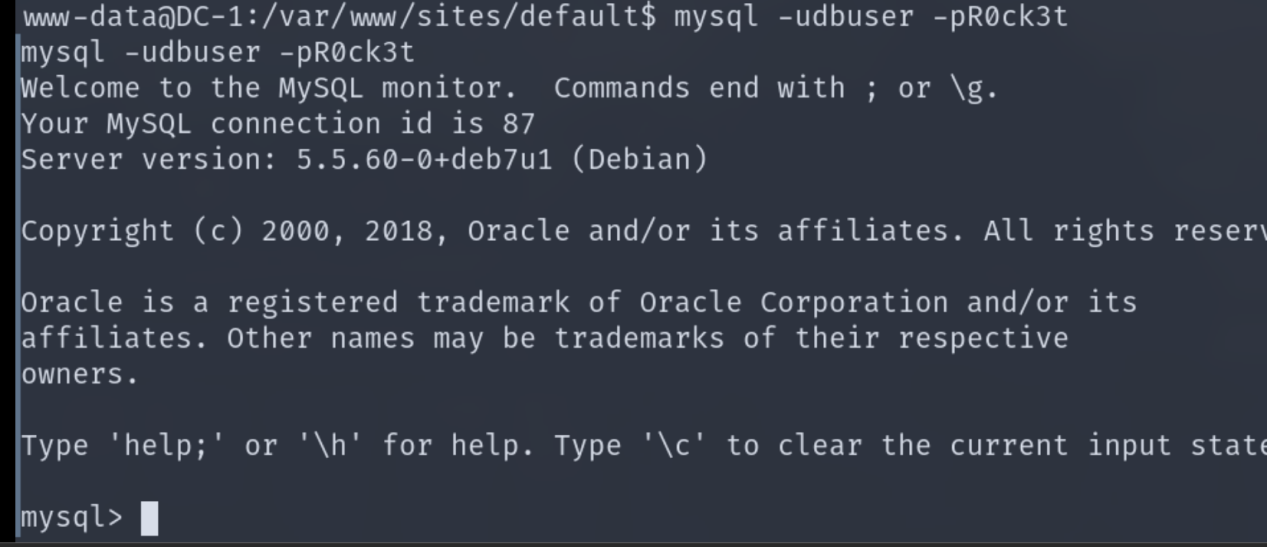 www-data@DC-1:/var/www/sites/default$ mysql -udbuser -pR0ck3t
mysql -udbuser -pR0ck3t
Welcome to the MySQL monitor.  Commands end with ; or \g.
Your MySQL connection id is 87
Server version: 5.5.60-0+deb7u1 (Debian)
Copyright (c) 2000, 2018, Oracle and/or its affiliates. All rights reserv
Oracle is a registered trademark of Oracle Corporation and/or its
affiliates. Other names may be trademarks of their respective
owners.
Type 'help;' or '\h' for help. Type '\c' to clear the current input state
mysql>